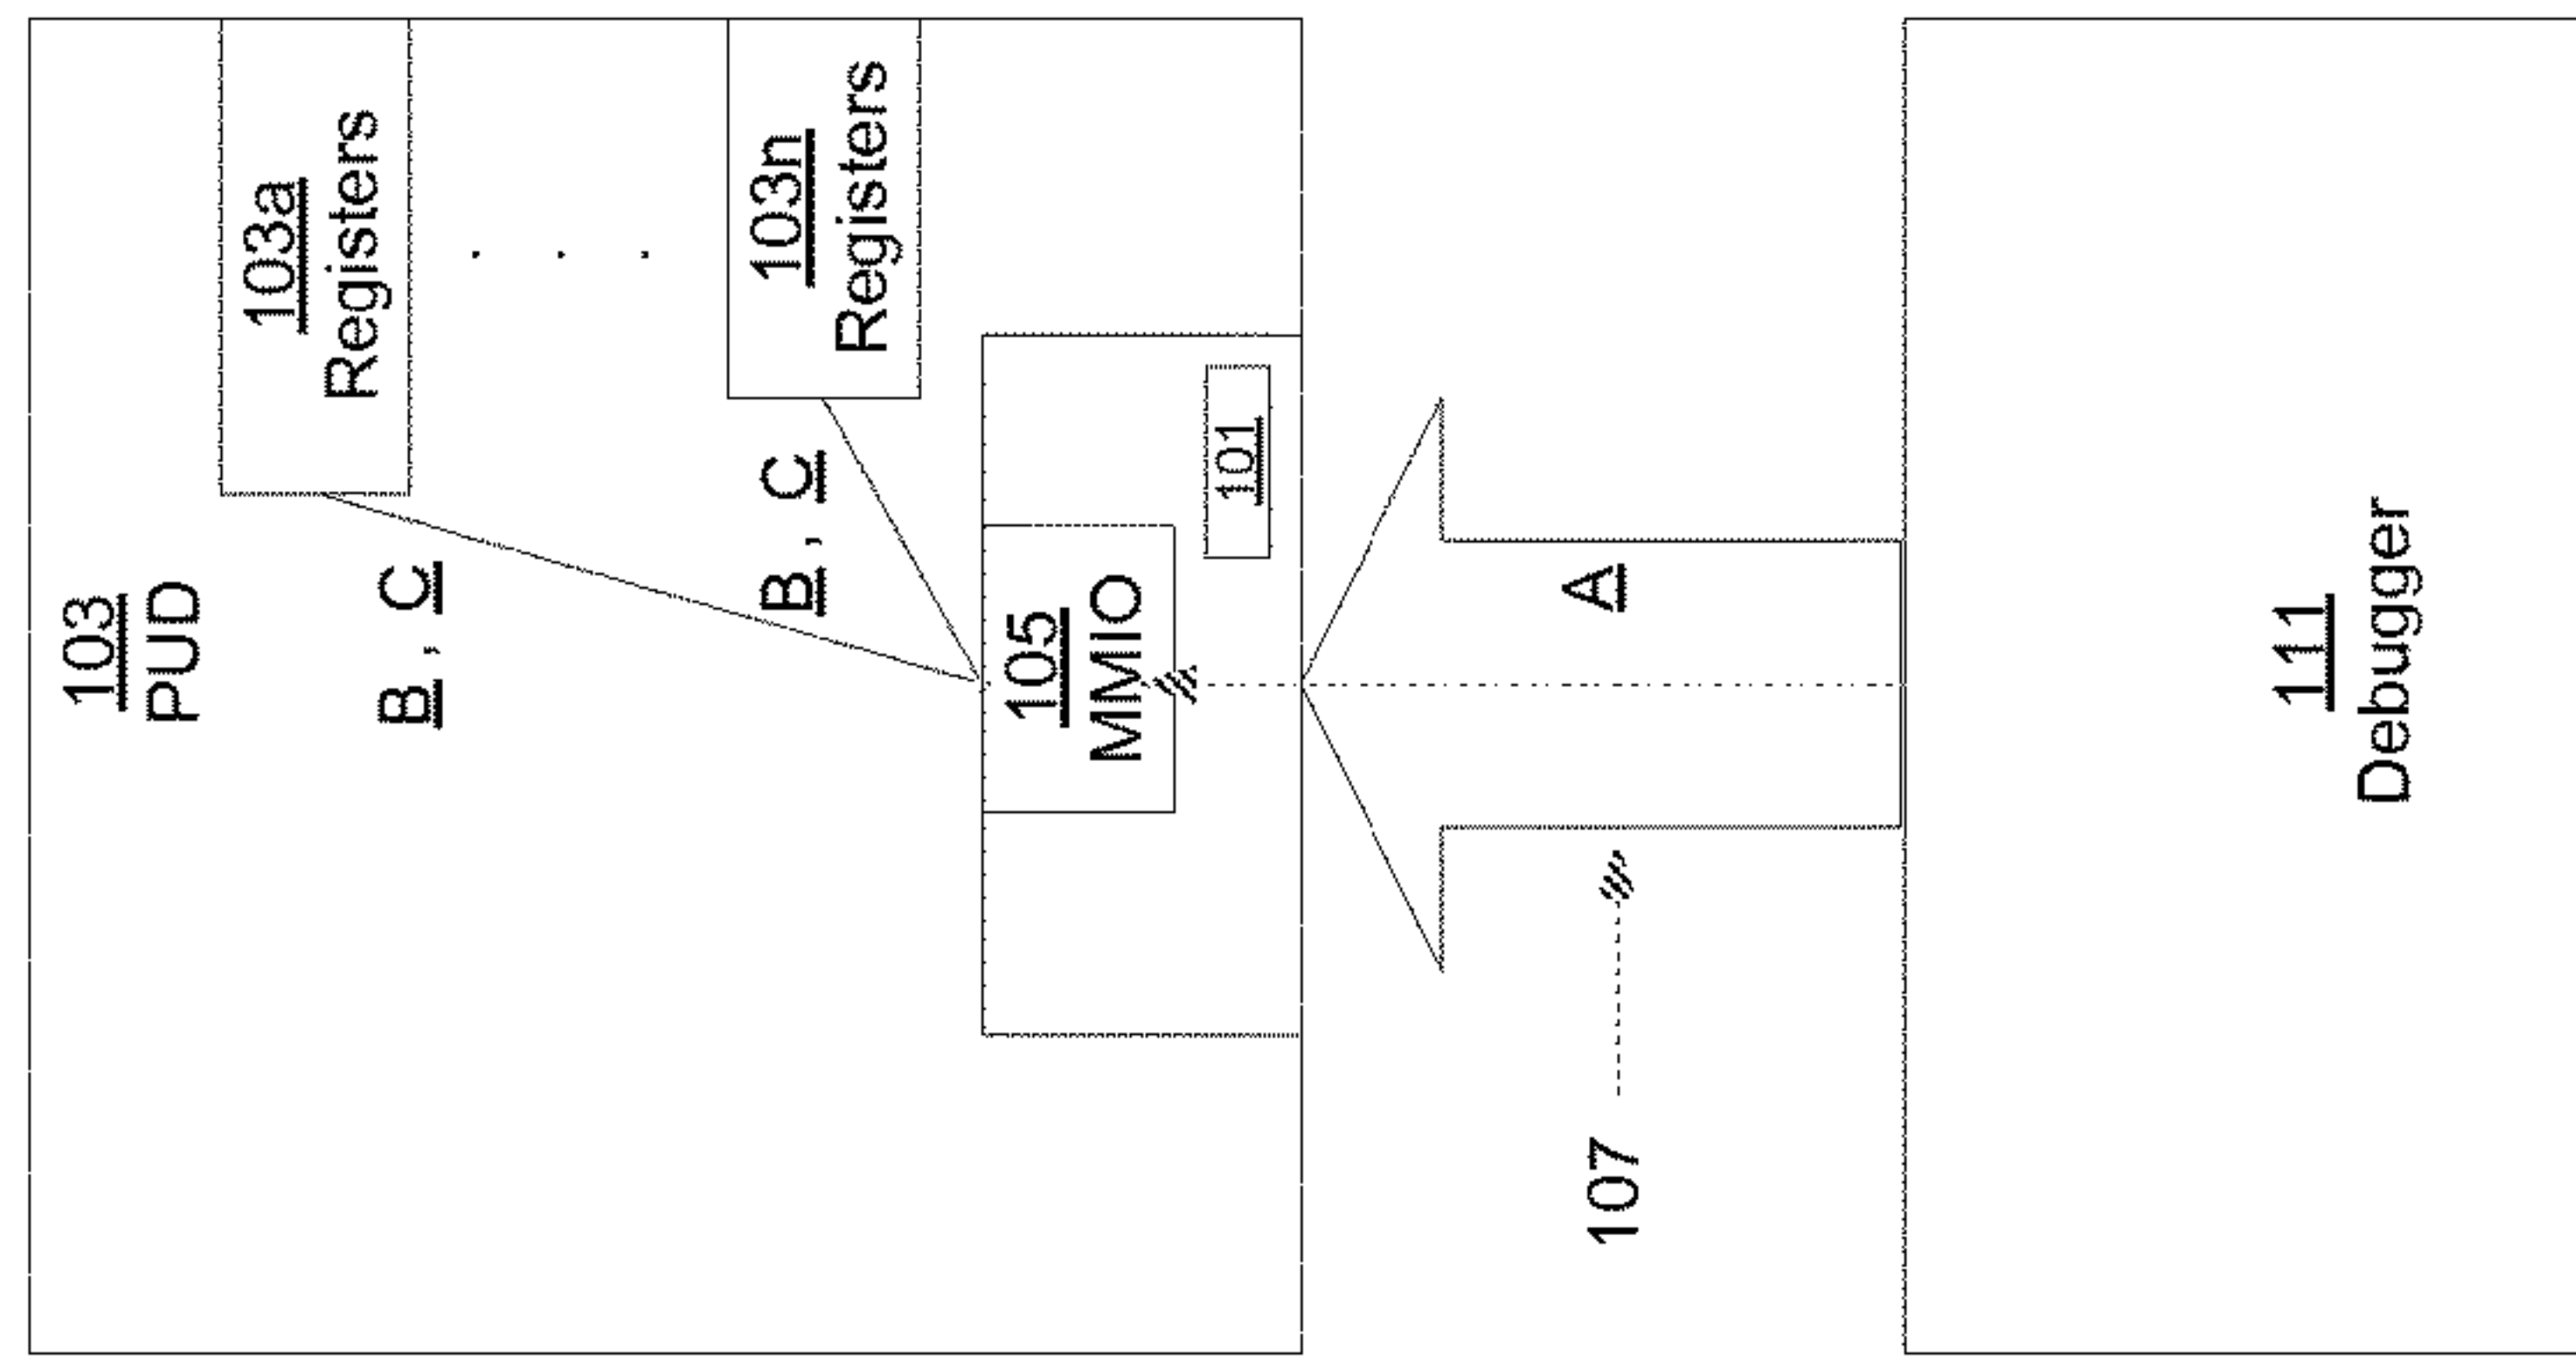 103
PUD
103a
Registers
B , C
. . .
103n
Registers
B , C
105
MMIO
101
A
107
111
Debugger